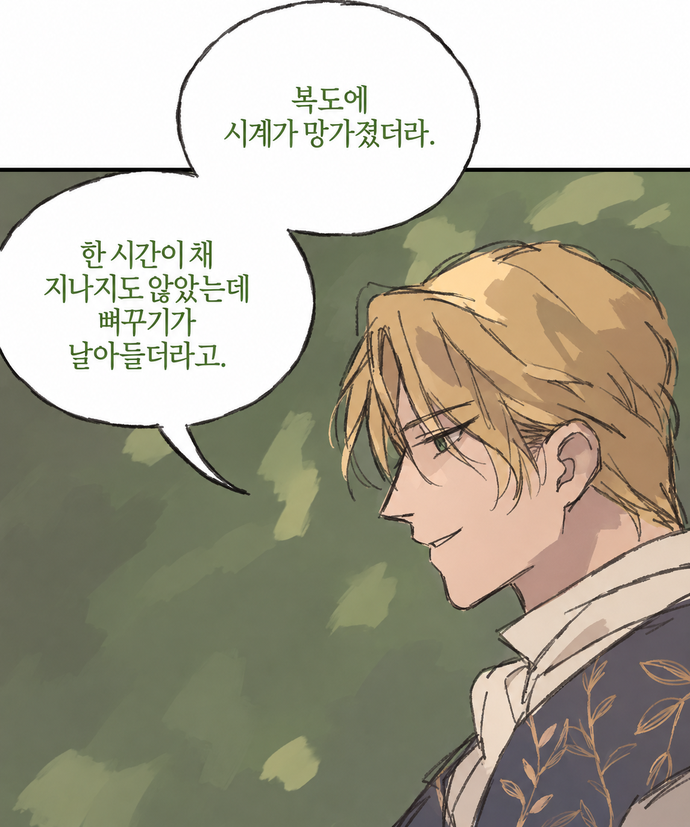 복도에
시계가 망가졌더라.
한 시간이 채
지나지도 않았는데
뻐꾸기가
날아들더라고.